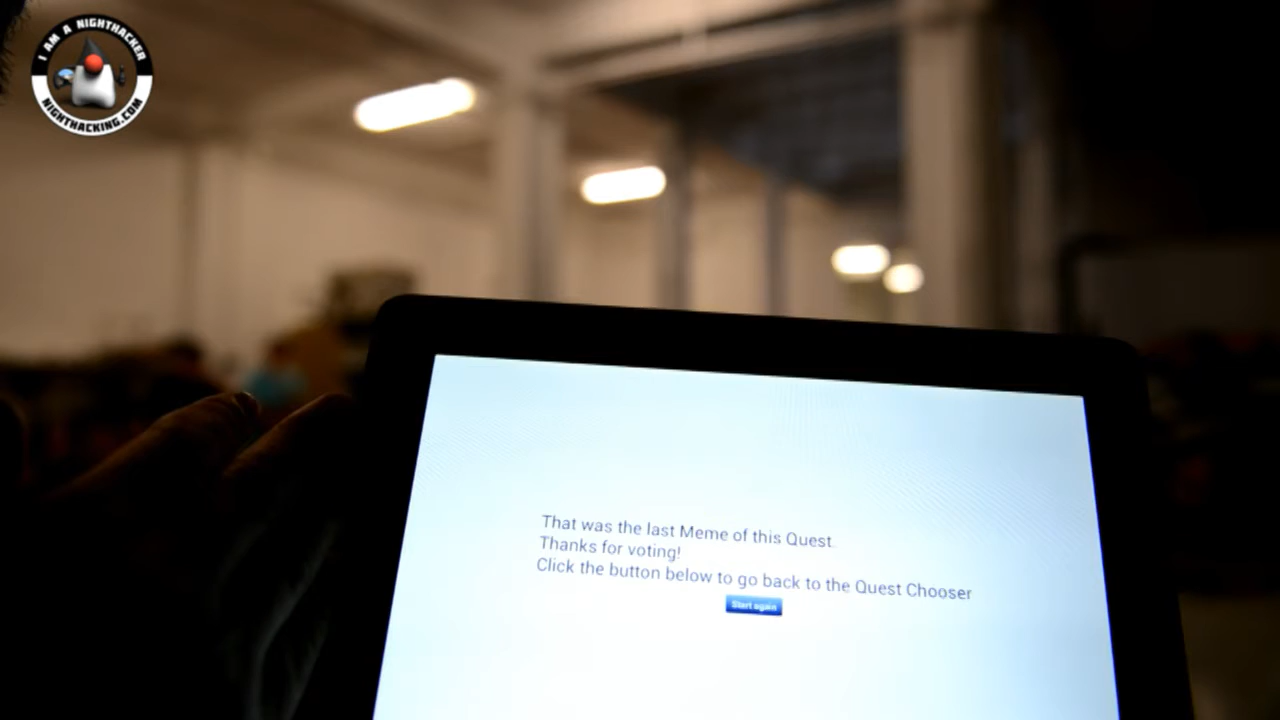 I AM A NIGHTHACKER
NIGHTHACKING.COM
That was the last Meme of this Quest.
Thanks for voting!
Click the button below to go back to the Quest Chooser
Start again